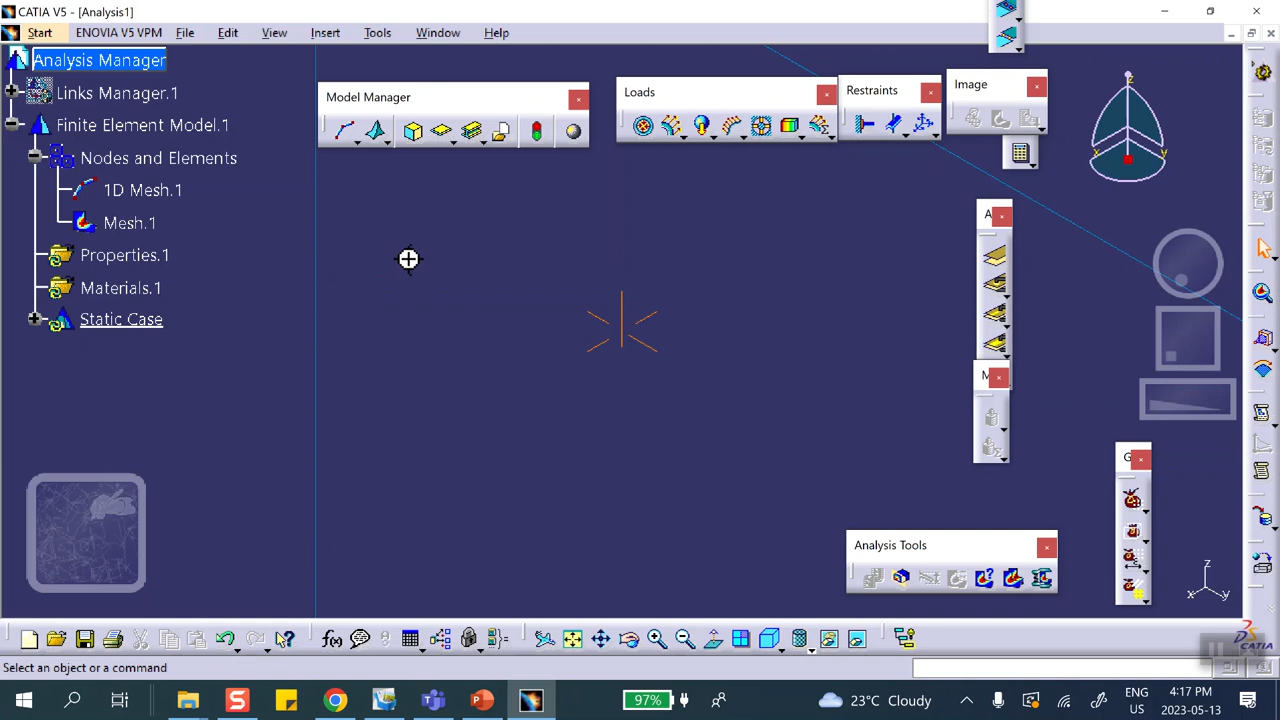 CATIA V5 - [Analysis1]
Start ENOVIA V5 VPM File Edit View Insert Tools Window Help
Analysis Manager
Links Manager.1
Finite Element Model.1
Nodes and Elements
1D Mesh.1
Mesh.1
Properties.1
Materials.1
Static Case
Model Manager
Loads
Restraints
Image
A
M
G
Analysis Tools
z
x
y
z
x
y
f(x)
CATIA
Select an object or a command
97%
23°C Cloudy
ENG
US
4:17 PM
2023-05-13